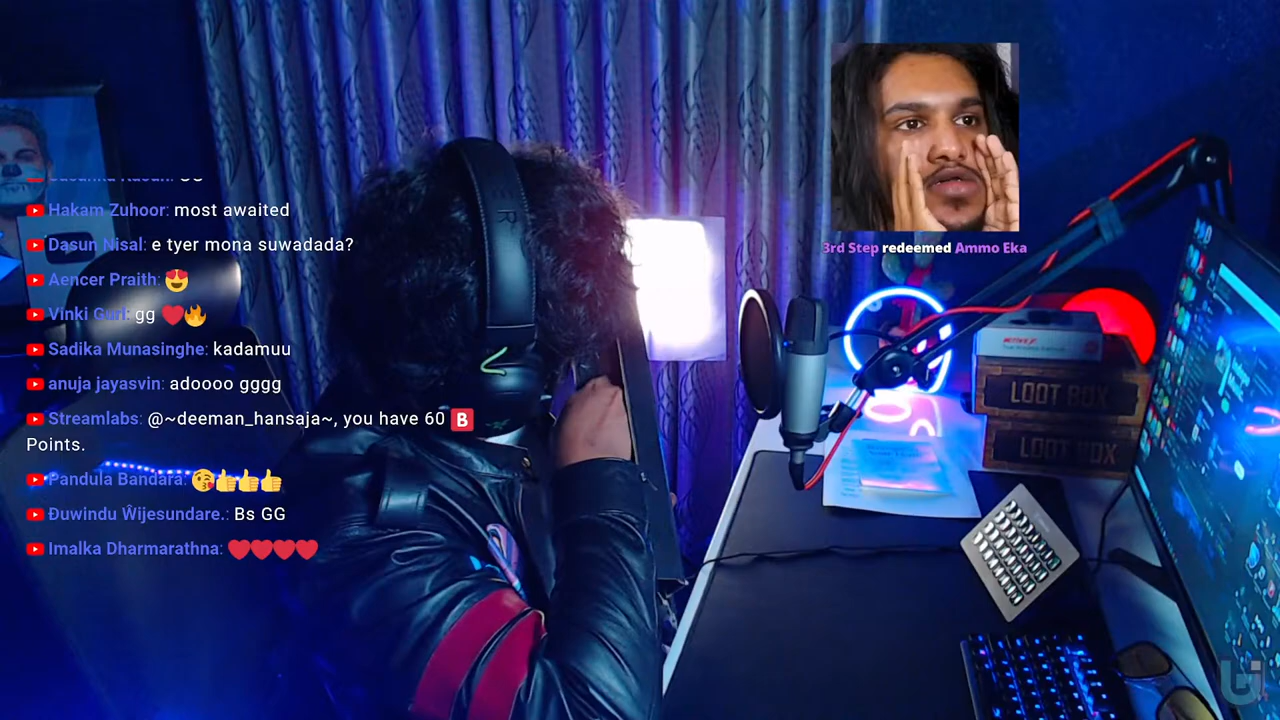 Hakam Zuhoor: most awaited
Dasun Nisal: e tyer mona suwadada?
Aencer Praith: 😍
Vinki Gurl: gg ❤️🔥
Sadika Munasinghe: kadamuu
anuja jayasvin: adoooo gggg
Streamlabs: @~deeman_hansaja~, you have 60 B
Points.
Pandula Bandara: 😘👍👍👍
Đuwindu Ŵijesundare.: Bs GG
Imalka Dharmarathna: ❤️❤️❤️❤️
3rd Step redeemed Ammo Eka
R
LOOT BOX
LOOT BOX